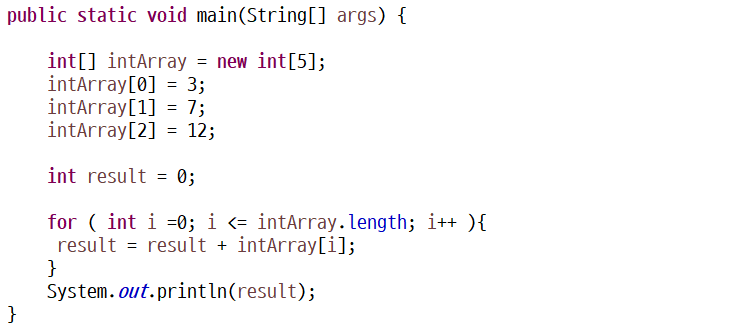 public static void main(String[] args) {
int[] intArray = new int[5];
intArray[0] = 3;
intArray[1] = 7;
intArray[2] = 12;
int result = 0;
for ( int i =0; i <= intArray.length; i++ ){
result = result + intArray[i];
}
System.out.println(result);
}